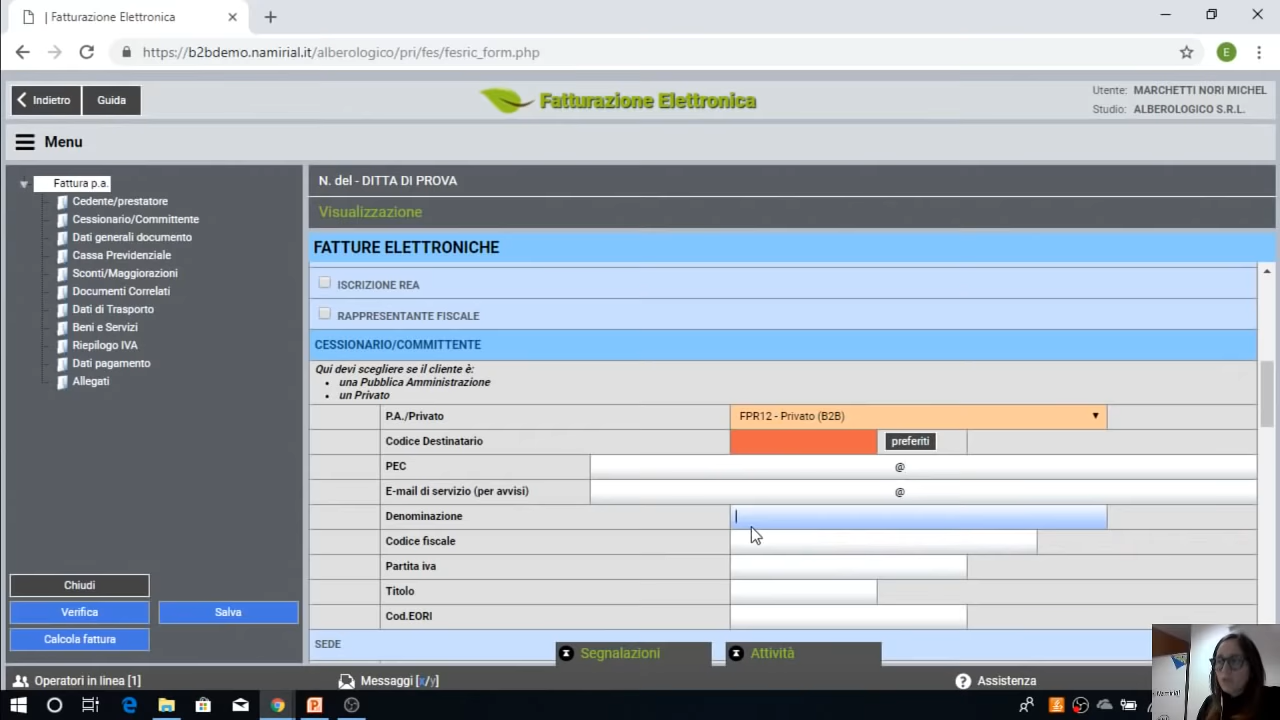 | Fatturazione Elettronica
https://b2bdemo.namirial.it/alberologico/pri/fes/fesric_form.php
E
Indietro
Guida
Fatturazione Elettronica
Utente: MARCHETTI NORI MICHEL
Studio: ALBEROLOGICO S.R.L.
Menu
Fattura p.a.
Cedente/prestatore
Cessionario/Committente
Dati generali documento
Cassa Previdenziale
Sconti/Maggiorazioni
Documenti Correlati
Dati di Trasporto
Beni e Servizi
Riepilogo IVA
Dati pagamento
Allegati
Chiudi
Verifica
Salva
Calcola fattura
N. del - DITTA DI PROVA
Visualizzazione
FATTURE ELETTRONICHE
ISCRIZIONE REA
RAPPRESENTANTE FISCALE
CESSIONARIO/COMMITTENTE
Qui devi scegliere se il cliente è:
• una Pubblica Amministrazione
• un Privato
P.A./Privato
FPR12 - Privato (B2B)
Codice Destinatario
preferiti
PEC
@
E-mail di servizio (per avvisi)
@
Denominazione
Codice fiscale
Partita iva
Titolo
Cod.EORI
SEDE
Segnalazioni
Attività
Operatori in linea [1]
Messaggi [x/y]
Assistenza
Namirial